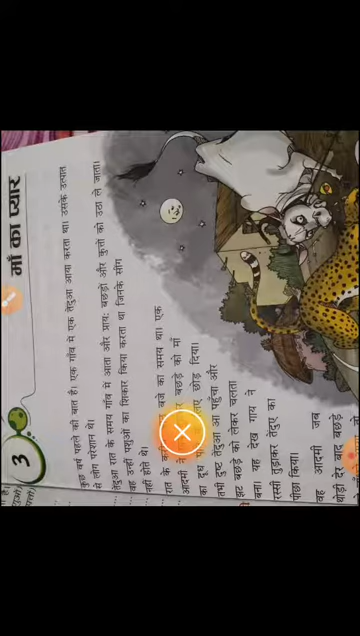 3
माँ का प्यार
कुछ वर्ष पहले की बात है। एक गाँव में एक तेंदुआ आया करता था। उसके उत्पात
से लोग परेशान थे।
तेंदुआ रात के समय गाँव में आता और प्रायः बछड़ों और कुत्तों को उठा ले जाता।
वह उन्हीं पशुओं का शिकार किया करता था जिनके सींग
नहीं होते थे।
रात के बजे का समय था। एक
आदमी ने बछड़े को माँ
का दूध छोड़ दिया।
तभी दुष्ट तेंदुआ आ पहुँचा और
झट बछड़े को लेकर चलता
बना। यह देख गाय ने
रस्सी तुड़ाकर तेंदुए का
पीछा किया।
वह आदमी जब
थोड़ी देर बाद बछड़े